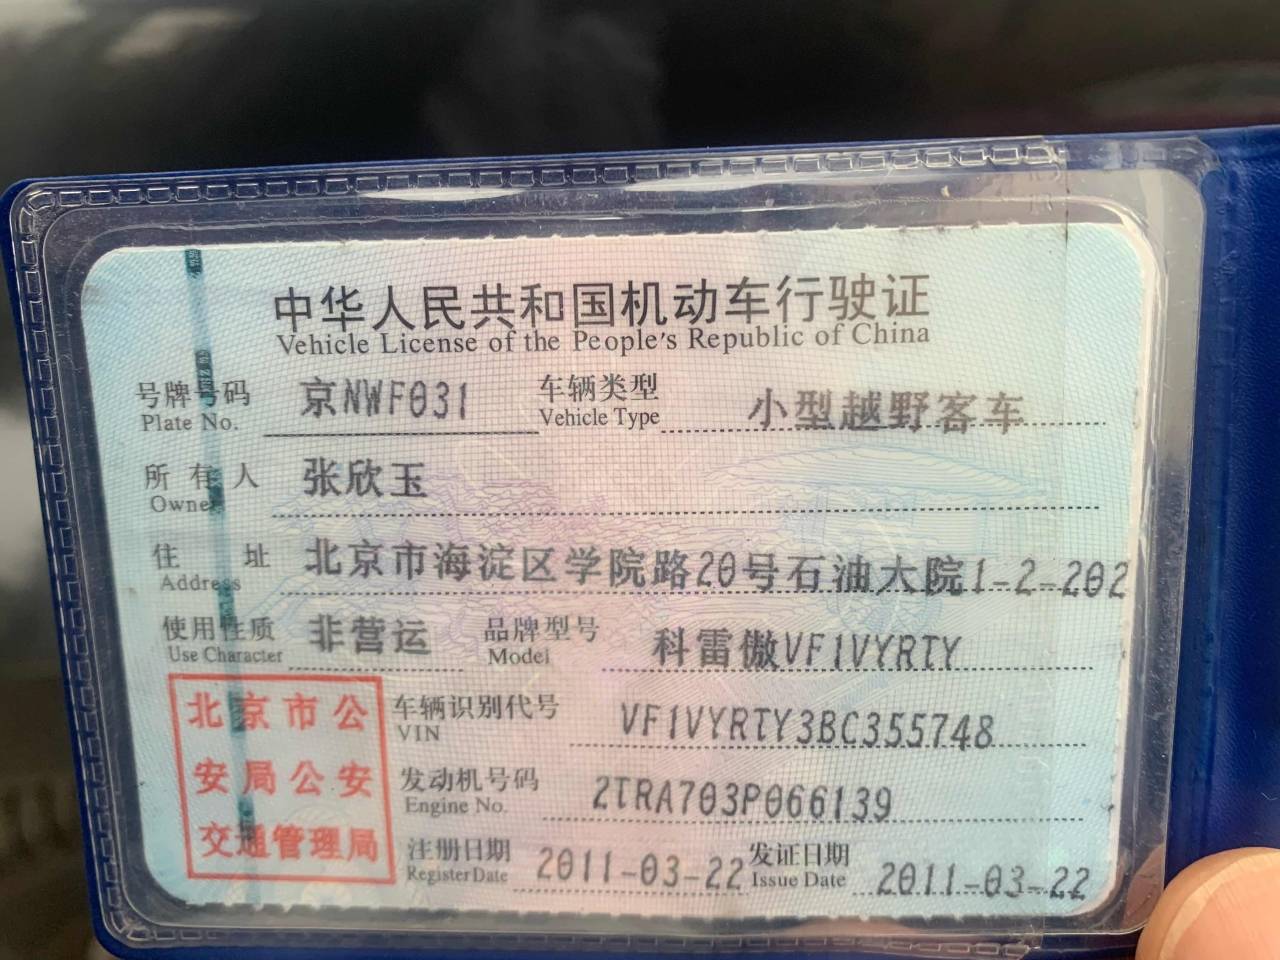 中华人民共和国机动车行驶证
Vehicle License of the People's Republic of China
号牌号码 京NWF031 车辆类型 小型越野客车
Plate No. Vehicle Type
所有人 张欣玉
Owner
住址 北京市海淀区学院路20号石油大院1-2-202
Address
使用性质 非营运 品牌型号 科雷傲VF1VYRTY
Use Character Model
北京市公
安局公安
交通管理局
车辆识别代号 VF1VYRTY3BC355748
VIN
发动机号码 2TRA703P066139
Engine No.
注册日期 2011-03-22 发证日期 2011-03-22
Register Date Issue Date